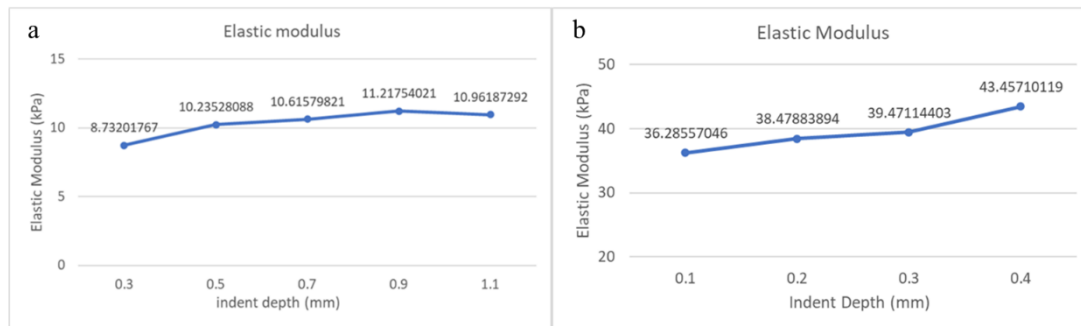 a
Elastic modulus
Elastic Modulus (kPa)
15
10
5
0
8.73201767
10.23528088
10.61579821
11.21754021
10.96187292
0.3 0.5 0.7 0.9 1.1
indent depth (mm)
b
Elastic Modulus
Elastic Modulus (kPa)
50
40
30
20
36.28557046
38.47883894
39.47114403
43.45710119
0.1 0.2 0.3 0.4
Indent Depth (mm)